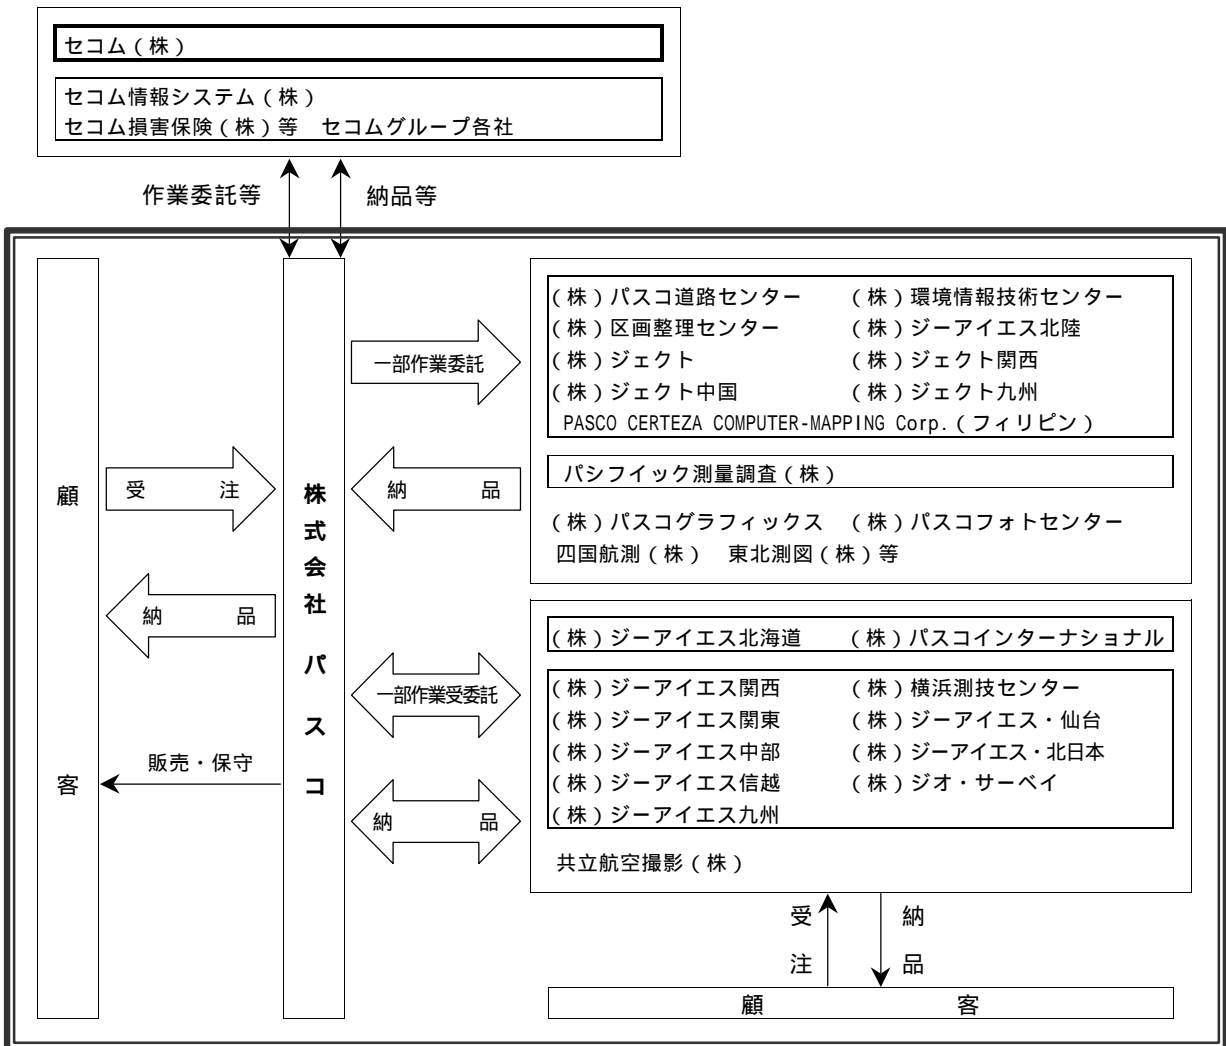 セコム(株)
セコム情報システム(株)
セコム損害保険(株)等 セコムグループ各社
作業委託等 納品等
顧 客
受 注
納 品
販売・保守
株式会社 パスコ
一部作業委託
納 品
(株)パスコ道路センター (株)環境情報技術センター
(株)区画整理センター (株)ジーアイエス北陸
(株)ジェクト (株)ジェクト関西
(株)ジェクト中国 (株)ジェクト九州
PASCO CERTEZA COMPUTER-MAPPING Corp.(フィリピン)
パシフイック測量調査(株)
(株)パスコグラフィックス (株)パスコフォトセンター
四国航測(株) 東北測図(株)等
一部作業受委託
納 品
(株)ジーアイエス北海道 (株)パスコインターナショナル
(株)ジーアイエス関西 (株)横浜測技センター
(株)ジーアイエス関東 (株)ジーアイエス・仙台
(株)ジーアイエス中部 (株)ジーアイエス・北日本
(株)ジーアイエス信越 (株)ジオ・サーベイ
(株)ジーアイエス九州
共立航空撮影(株)
受注 納品
顧 客